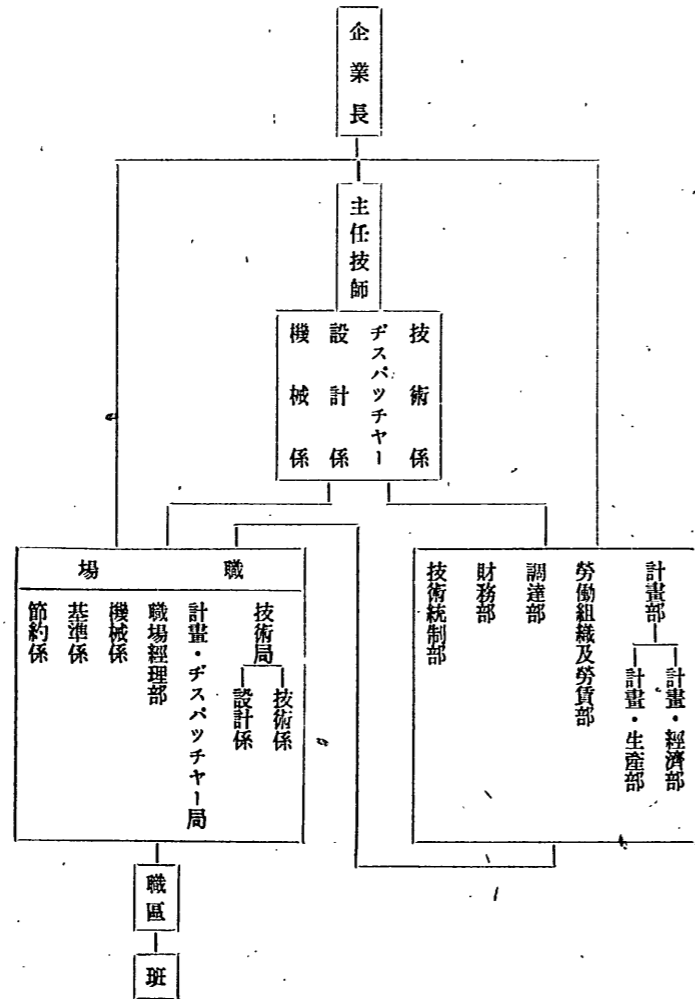 企業長
主任技師
技術係
ヂスパッチヤー
設計係
機械係
計畫部
計畫・經濟部
計畫・生產部
勞働組織及勞賃部
調達部
財務部
技術統制部
職場
技術局
技術係
設計係
計畫・ヂスパッチヤー局
職場經理部
機械係
基準係
節約係
職區
班